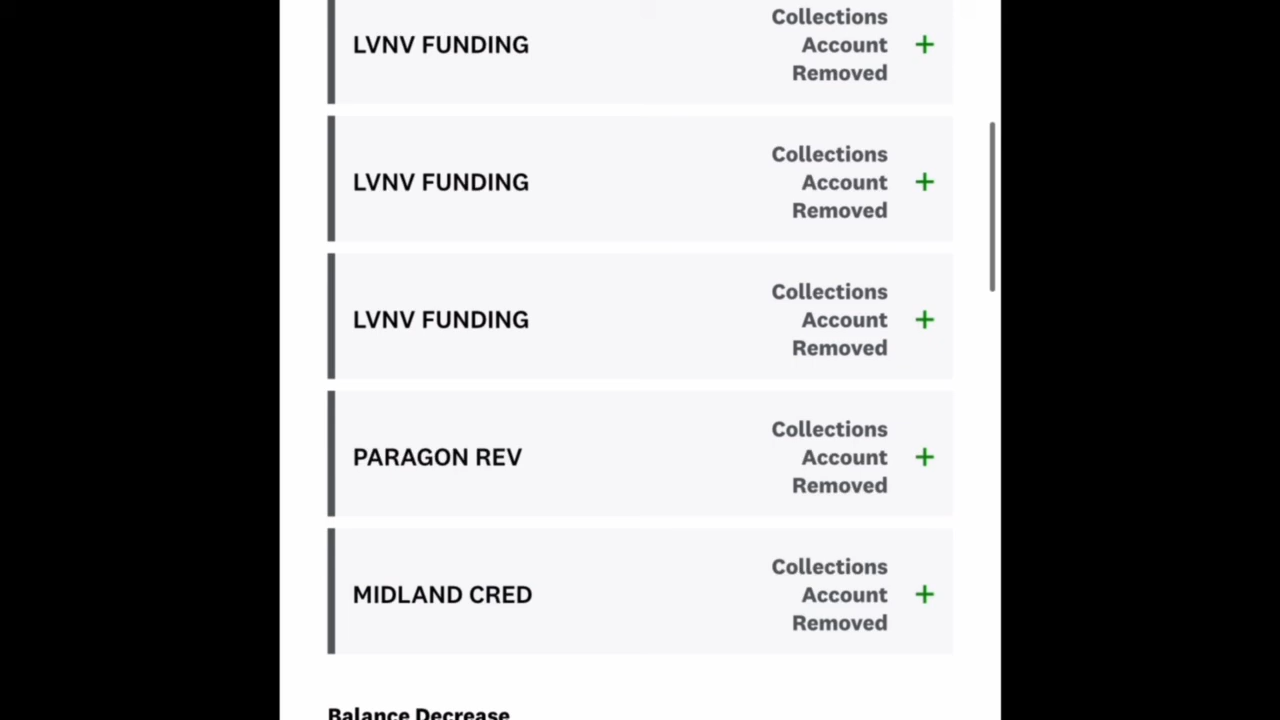 Collections
LVNV FUNDING
Account
Removed
Collections
LVNV FUNDING
Account
Removed
Collections
LVNV FUNDING
Account
Removed
Collections
PARAGON REV
Account
Removed
Collections
MIDLAND CRED
Account
Removed
Balance Decrease